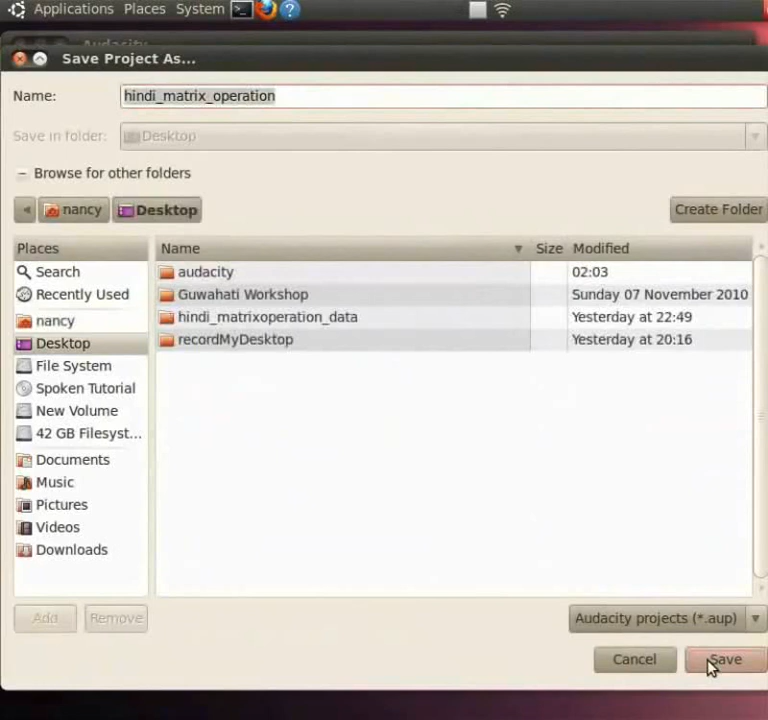 Applications Places System
Audacity
Save Project As...
Name: hindi_matrix_operation
Save in folder: Desktop
Browse for other folders
nancy Desktop Create Folder
Places Name Size Modified
Search audacity 02:03
Recently Used Guwahati Workshop Sunday 07 November 2010
nancy hindi_matrixoperation_data Yesterday at 22:49
Desktop recordMyDesktop Yesterday at 20:16
File System
Spoken Tutorial
New Volume
42 GB Filesyst...
Documents
Music
Pictures
Videos
Downloads
Add Remove Audacity projects (*.aup)
Cancel Save